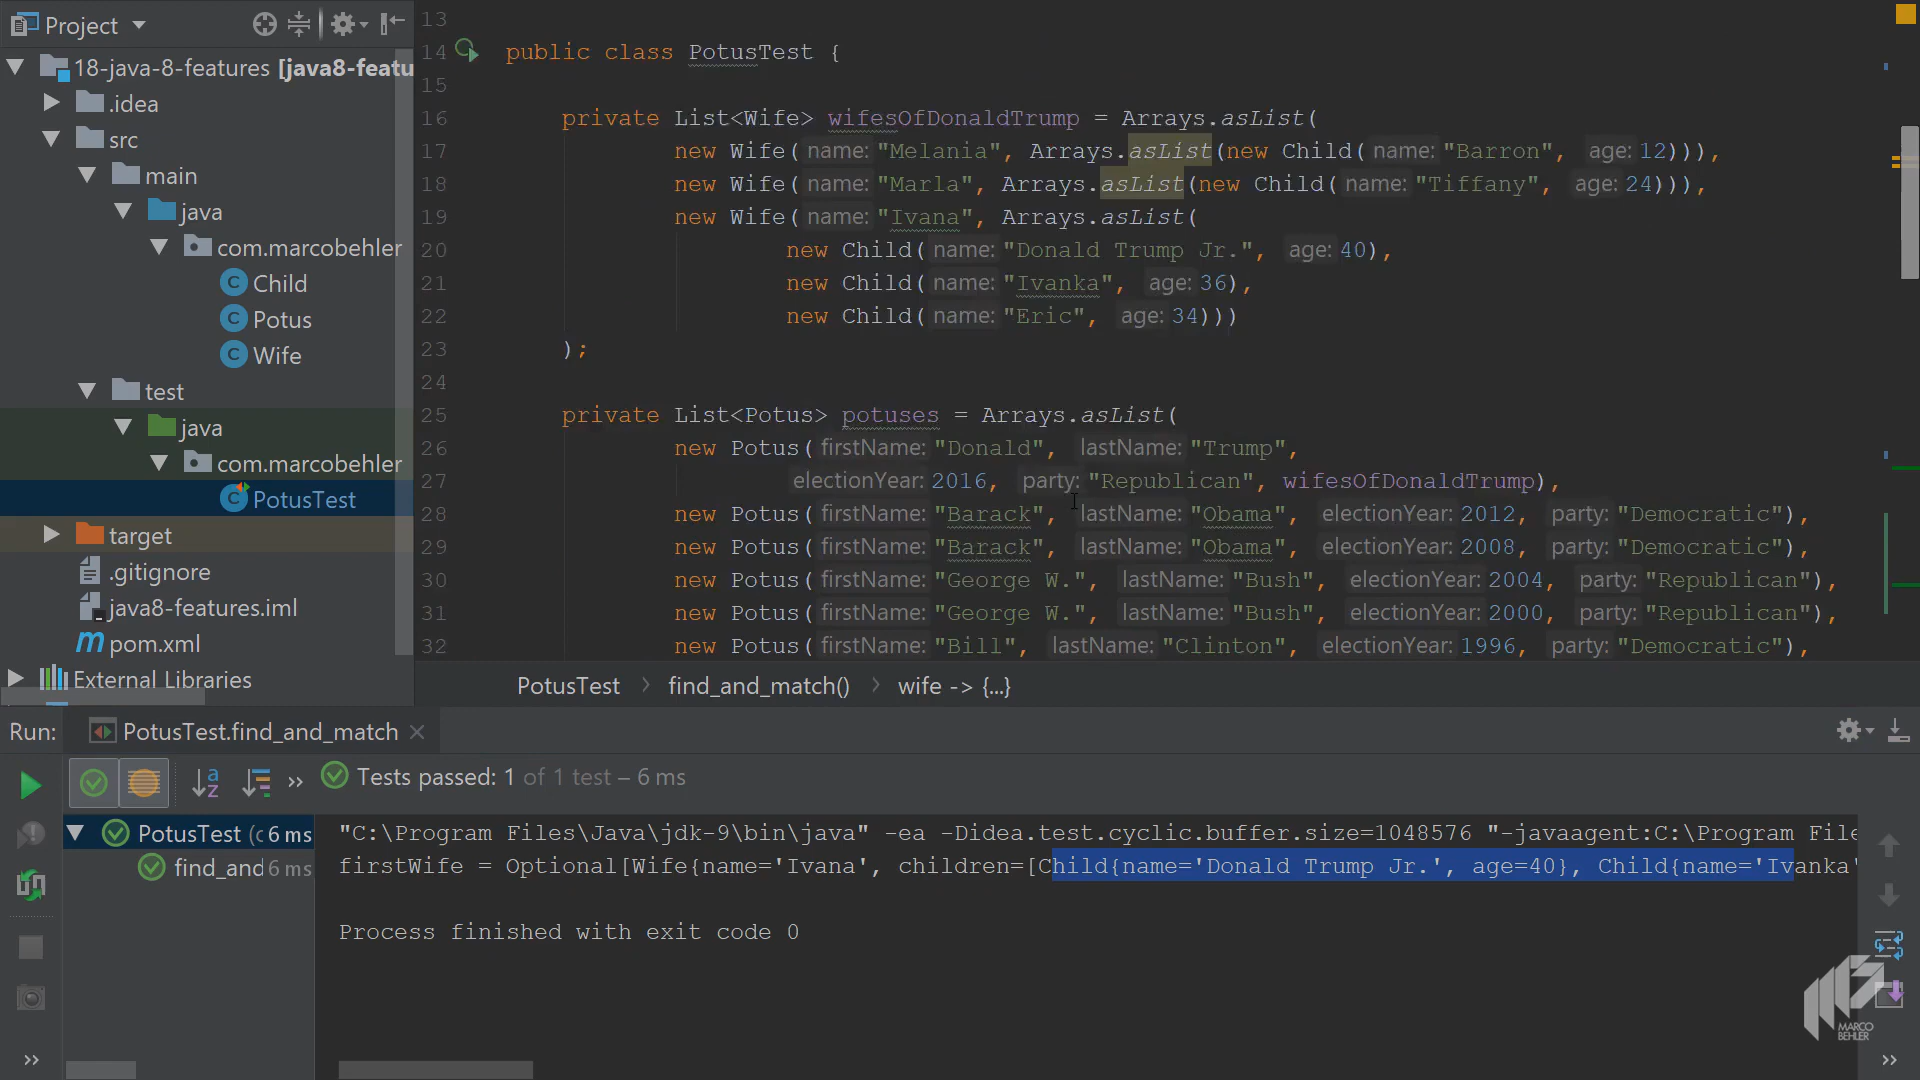 Project
18-java-8-features [java8-featu
.idea
src
main
java
com.marcobehler
Child
Potus
Wife
test
java
com.marcobehler
PotusTest
target
.gitignore
java8-features.iml
pom.xml
External Libraries
13
14 public class PotusTest {
15
16 private List<Wife> wifesOfDonaldTrump = Arrays.asList(
17 new Wife( name: "Melania", Arrays.asList(new Child( name: "Barron", age: 12))),
18 new Wife( name: "Marla", Arrays.asList(new Child( name: "Tiffany", age: 24))),
19 new Wife( name: "Ivana", Arrays.asList(
20 new Child( name: "Donald Trump Jr.", age: 40),
21 new Child( name: "Ivanka", age: 36),
22 new Child( name: "Eric", age: 34)))
23 );
24
25 private List<Potus> potuses = Arrays.asList(
26 new Potus( firstName: "Donald", lastName: "Trump",
27 electionYear: 2016, party: "Republican", wifesOfDonaldTrump),
28 new Potus( firstName: "Barack", lastName: "Obama", electionYear: 2012, party: "Democratic"),
29 new Potus( firstName: "Barack", lastName: "Obama", electionYear: 2008, party: "Democratic"),
30 new Potus( firstName: "George W.", lastName: "Bush", electionYear: 2004, party: "Republican"),
31 new Potus( firstName: "George W.", lastName: "Bush", electionYear: 2000, party: "Republican"),
32 new Potus( firstName: "Bill", lastName: "Clinton", electionYear: 1996, party: "Democratic"),
PotusTest > find_and_match() > wife -> {...}
Run: PotusTest.find_and_match
Tests passed: 1 of 1 test – 6 ms
PotusTest (c 6 ms
find_and 6 ms
"C:\Program Files\Java\jdk-9\bin\java" -ea -Didea.test.cyclic.buffer.size=1048576 "-javaagent:C:\Program File
firstWife = Optional[Wife{name='Ivana', children=[Child{name='Donald Trump Jr.', age=40}, Child{name='Ivanka'
Process finished with exit code 0
MARCO
BEHLER